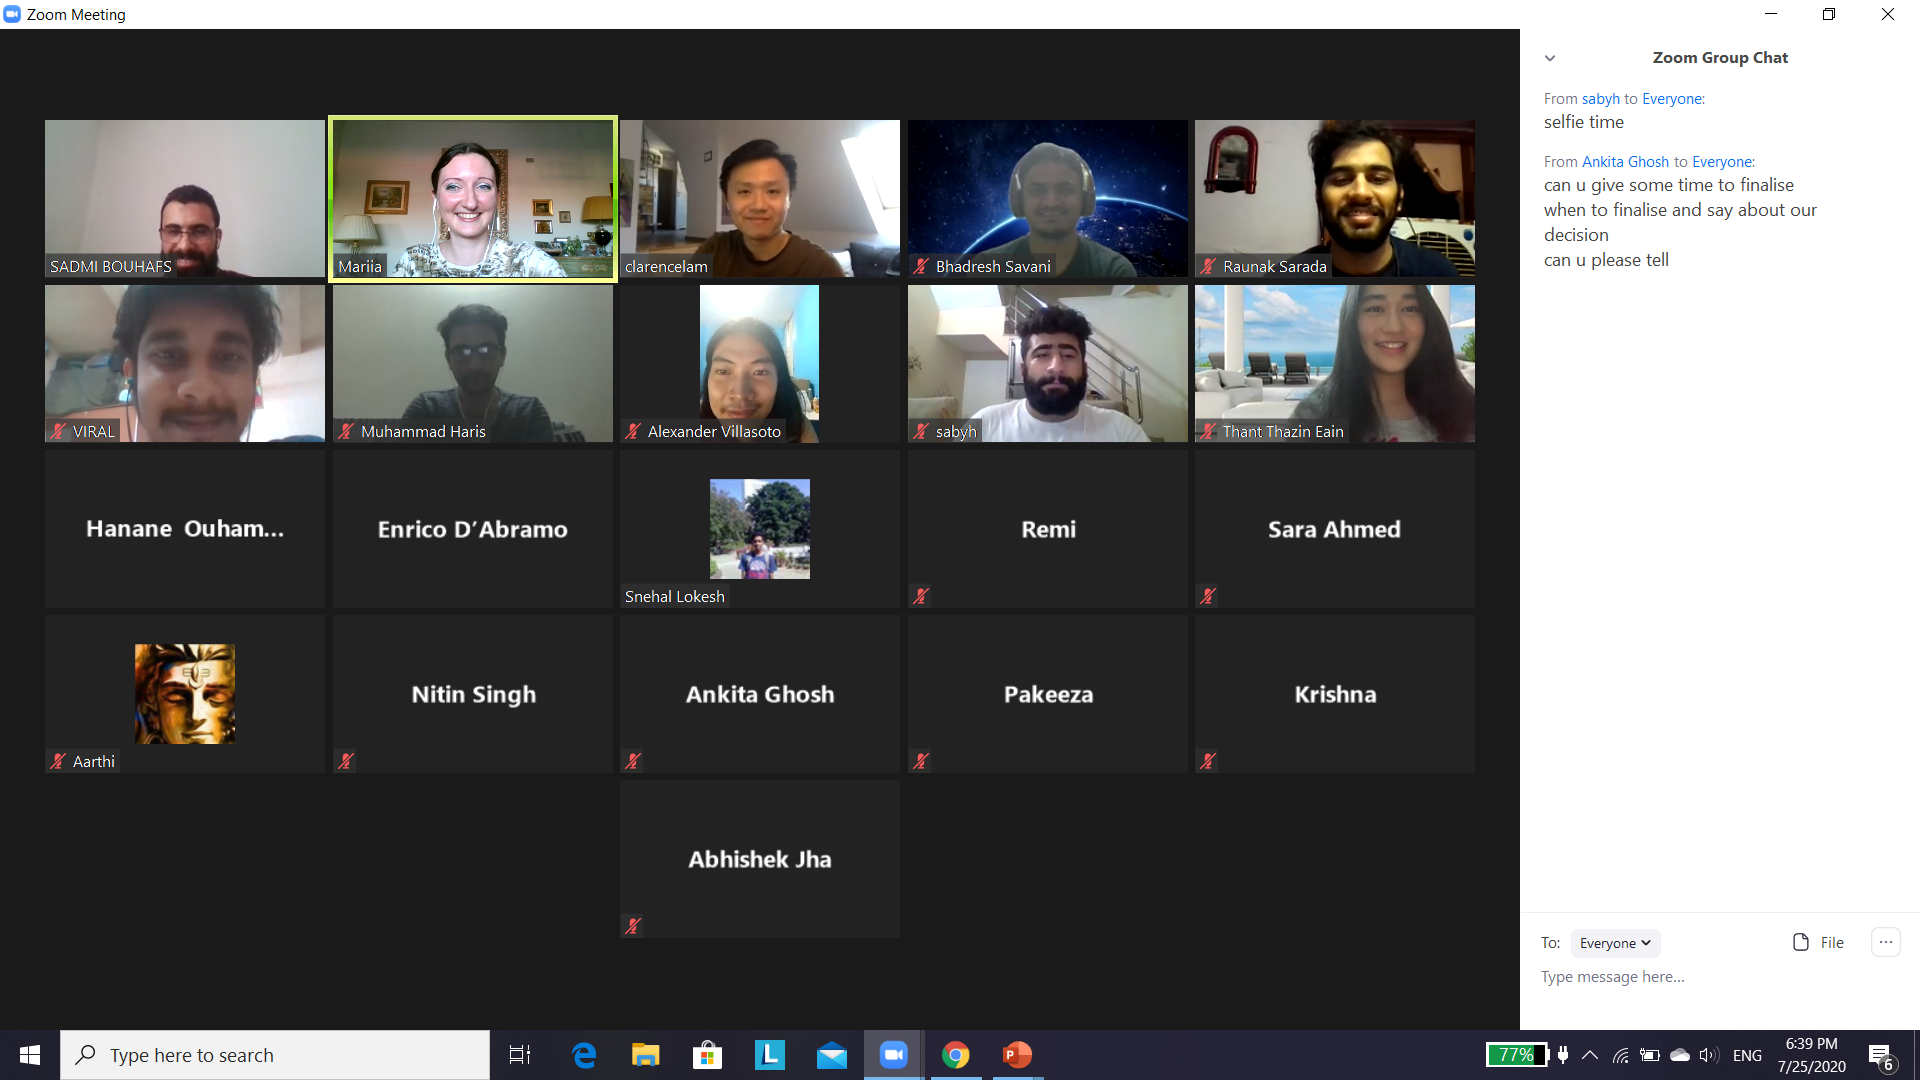 Zoom Meeting
SADMI BOUHAFS
Mariia
clarencelam
Bhadresh Savani
Raunak Sarada
VIRAL
Muhammad Haris
Alexander Villasoto
sabyh
Thant Thazin Eain
Hanane Ouham...
Enrico D'Abramo
Snehal Lokesh
Remi
Sara Ahmed
Aarthi
Nitin Singh
Ankita Ghosh
Pakeeza
Krishna
Abhishek Jha
Zoom Group Chat
From sabyh to Everyone:
selfie time
From Ankita Ghosh to Everyone:
can u give some time to finalise
when to finalise and say about our
decision
can u please tell
To: Everyone File ...
Type message here...
Type here to search
L
P
77%
ENG
6:39 PM
7/25/2020
6